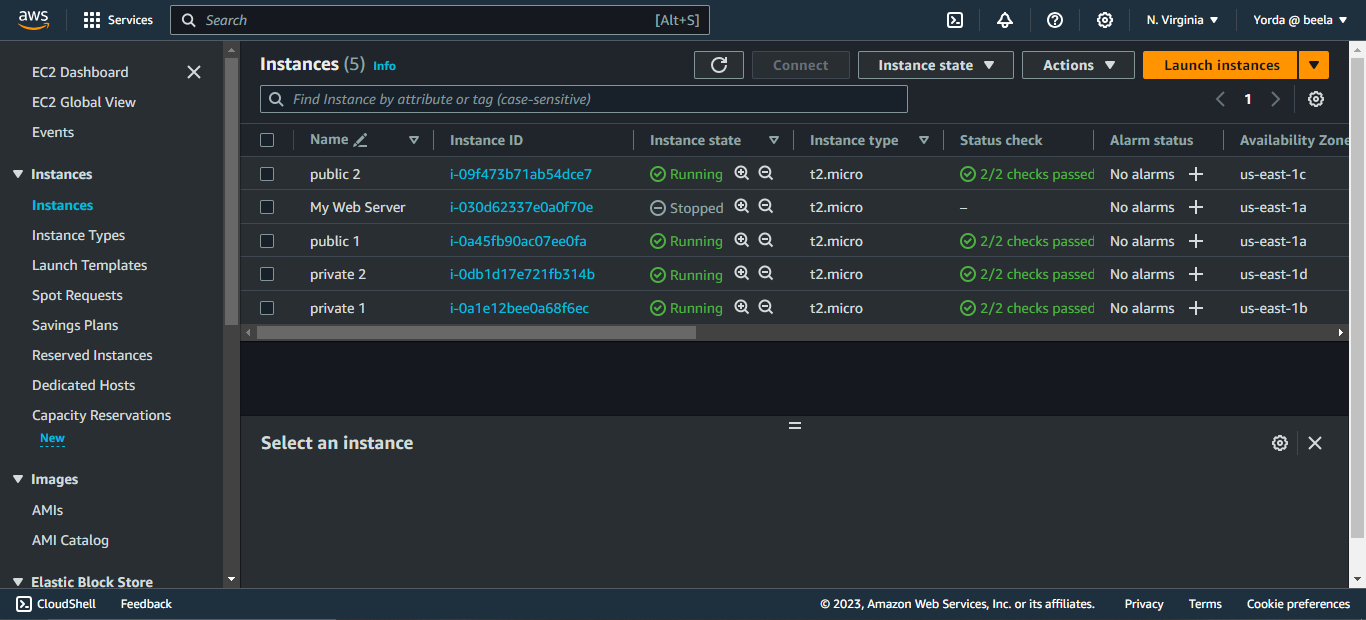 aws Services Search [Alt+S] N. Virginia Yorda @ beela
EC2 Dashboard
EC2 Global View
Events
Instances
Instances
Instance Types
Launch Templates
Spot Requests
Savings Plans
Reserved Instances
Dedicated Hosts
Capacity Reservations
New
Images
AMIs
AMI Catalog
Elastic Block Store
Instances (5) Info Connect Instance state Actions Launch instances
Find Instance by attribute or tag (case-sensitive) 1
Name Instance ID Instance state Instance type Status check Alarm status Availability Zone
public 2 i-09f473b71ab54dce7 Running t2.micro 2/2 checks passed No alarms us-east-1c
My Web Server i-030d62337e0a0f70e Stopped t2.micro – No alarms us-east-1a
public 1 i-0a45fb90ac07ee0fa Running t2.micro 2/2 checks passed No alarms us-east-1a
private 2 i-0db1d17e721fb314b Running t2.micro 2/2 checks passed No alarms us-east-1d
private 1 i-0a1e12bee0a68f6ec Running t2.micro 2/2 checks passed No alarms us-east-1b
Select an instance
CloudShell Feedback © 2023, Amazon Web Services, Inc. or its affiliates. Privacy Terms Cookie preferences